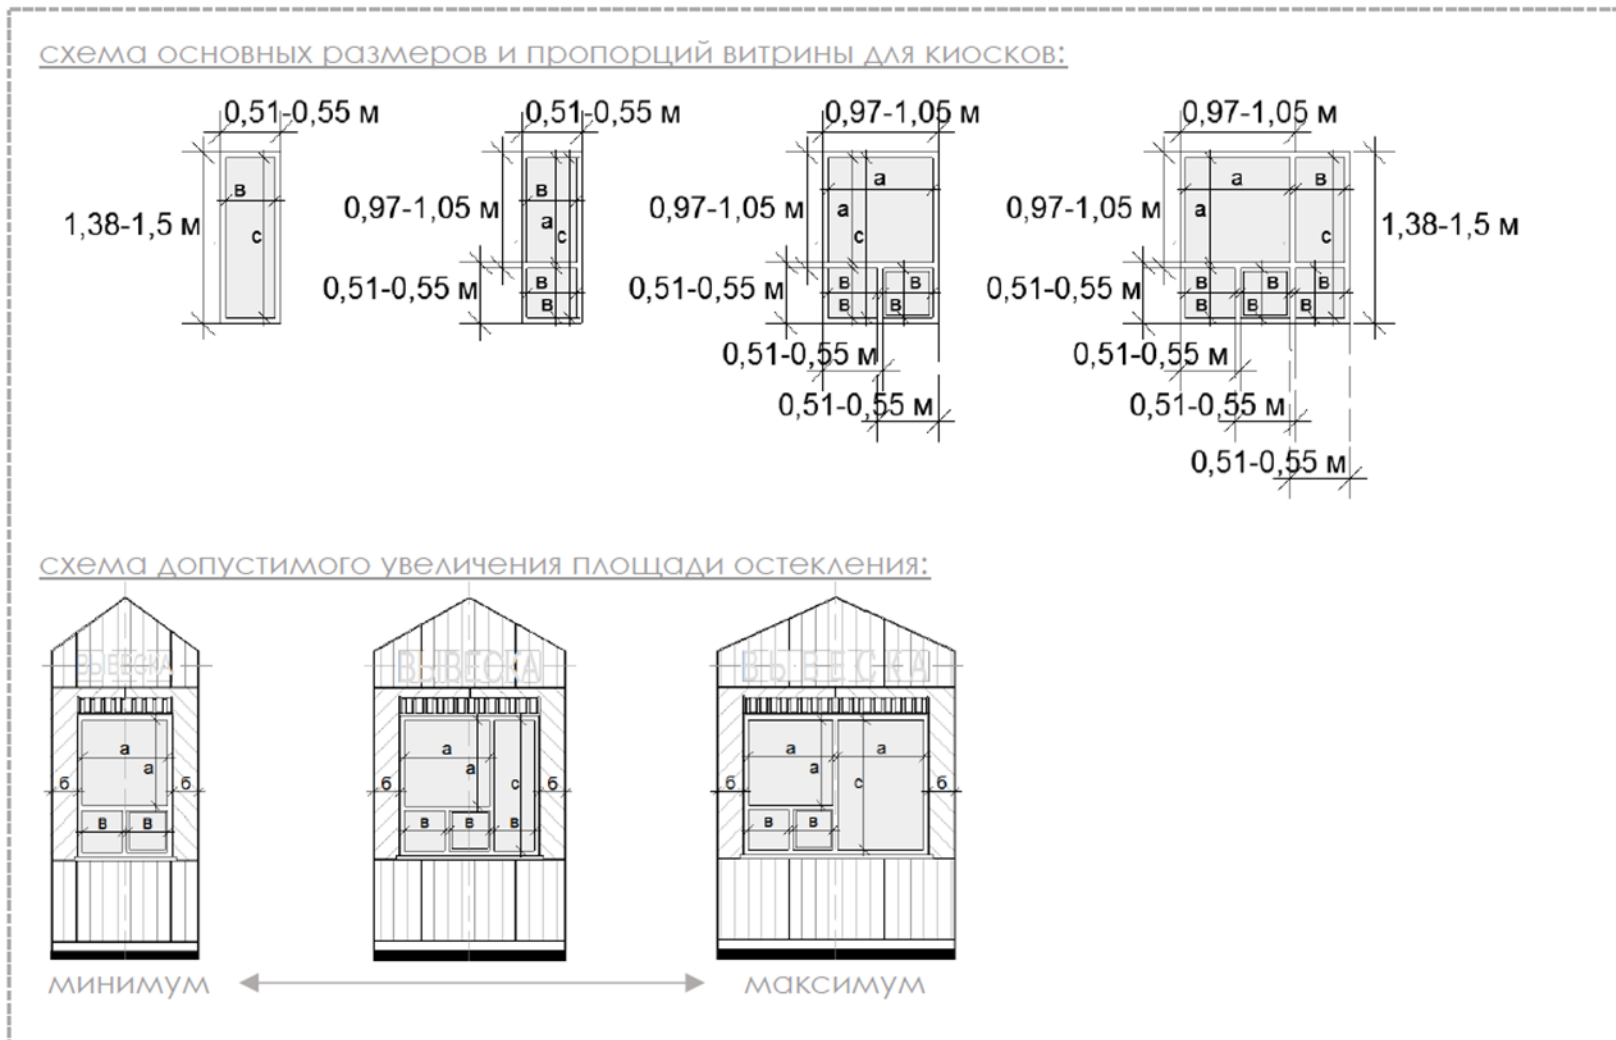 схема основных размеров и пропорций витрины для киосков:
0,51-0,55 м
0,51-0,55 м
0,97-1,05 м
0,97-1,05 м
в
в
а
а
в
1,38-1,5 м
0,97-1,05 м
0,97-1,05 м
0,97-1,05 м
1,38-1,5 м
с
а
с
а
с
а
с
0,51-0,55 м
0,51-0,55 м
0,51-0,55 м
в
в
в
в
в
в
в
в
в
в
в
в
0,51-0,55 м
0,51-0,55 м
0,51-0,55 м
0,51-0,55 м
0,51-0,55 м
схема допустимого увеличения площади остекления:
ВЫВЕСКА
ВЫВЕСКА
ВЫВЕСКА
а
а
а
а
а
а
а
б
б
б
с
б
б
с
б
в
в
в
в
в
в
в
минимум
максимум